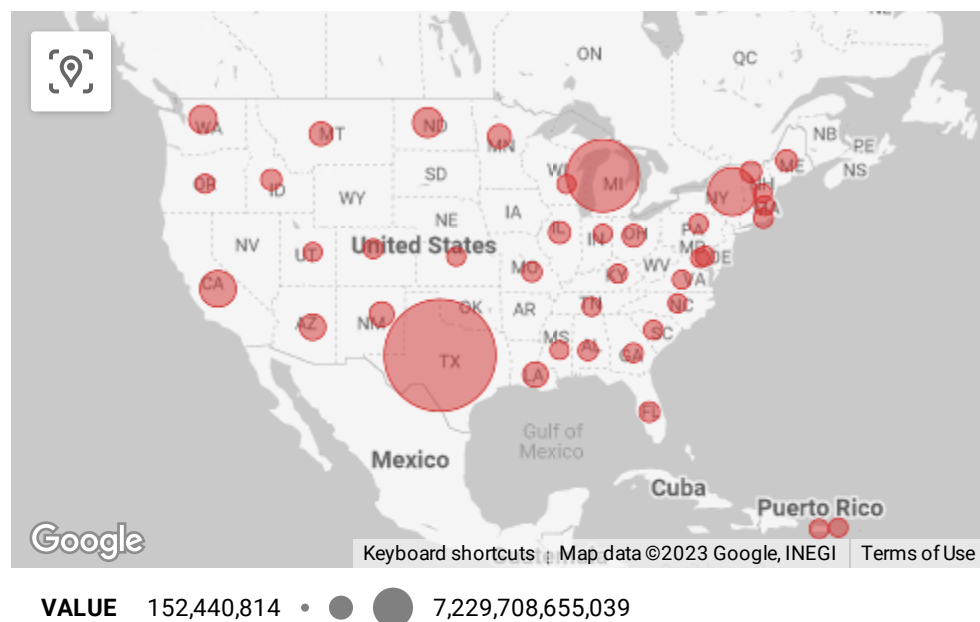 ON
QC
NB
PE
NS
WA
MT
ND
MN
ME
OR
ID
SD
WI
MI
NH
NY
WY
MA
IA
NE
NV
UT
United States
IL
IN
OH
PA
MD
DE
CA
MO
KY
WV
VA
AZ
NM
OK
AR
TN
NC
TX
MS
AL
GA
SC
LA
FL
Gulf of
Mexico
Mexico
Cuba
Puerto Rico
Google
Guatemala
Keyboard shortcuts Map data ©2023 Google, INEGI Terms of Use
VALUE 152,440,814 7,229,708,655,039